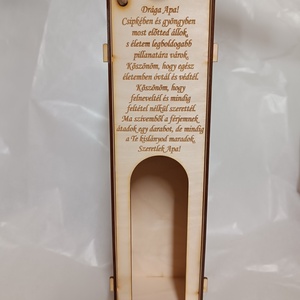 Drága Apa!
Csipkében és gyöngyben
most előtted állok,
s életem legboldogabb
pillanatára várok.
Köszönöm, hogy egész
életemben óvtál és védtél.
Köszönöm, hogy
felneveltél és mindig
feltétel nélkül szerettél.
Ma szívemből a férjemnek
átadok egy darabot, de mindig
a Te kislányod maradok.
Szeretlek Apa!